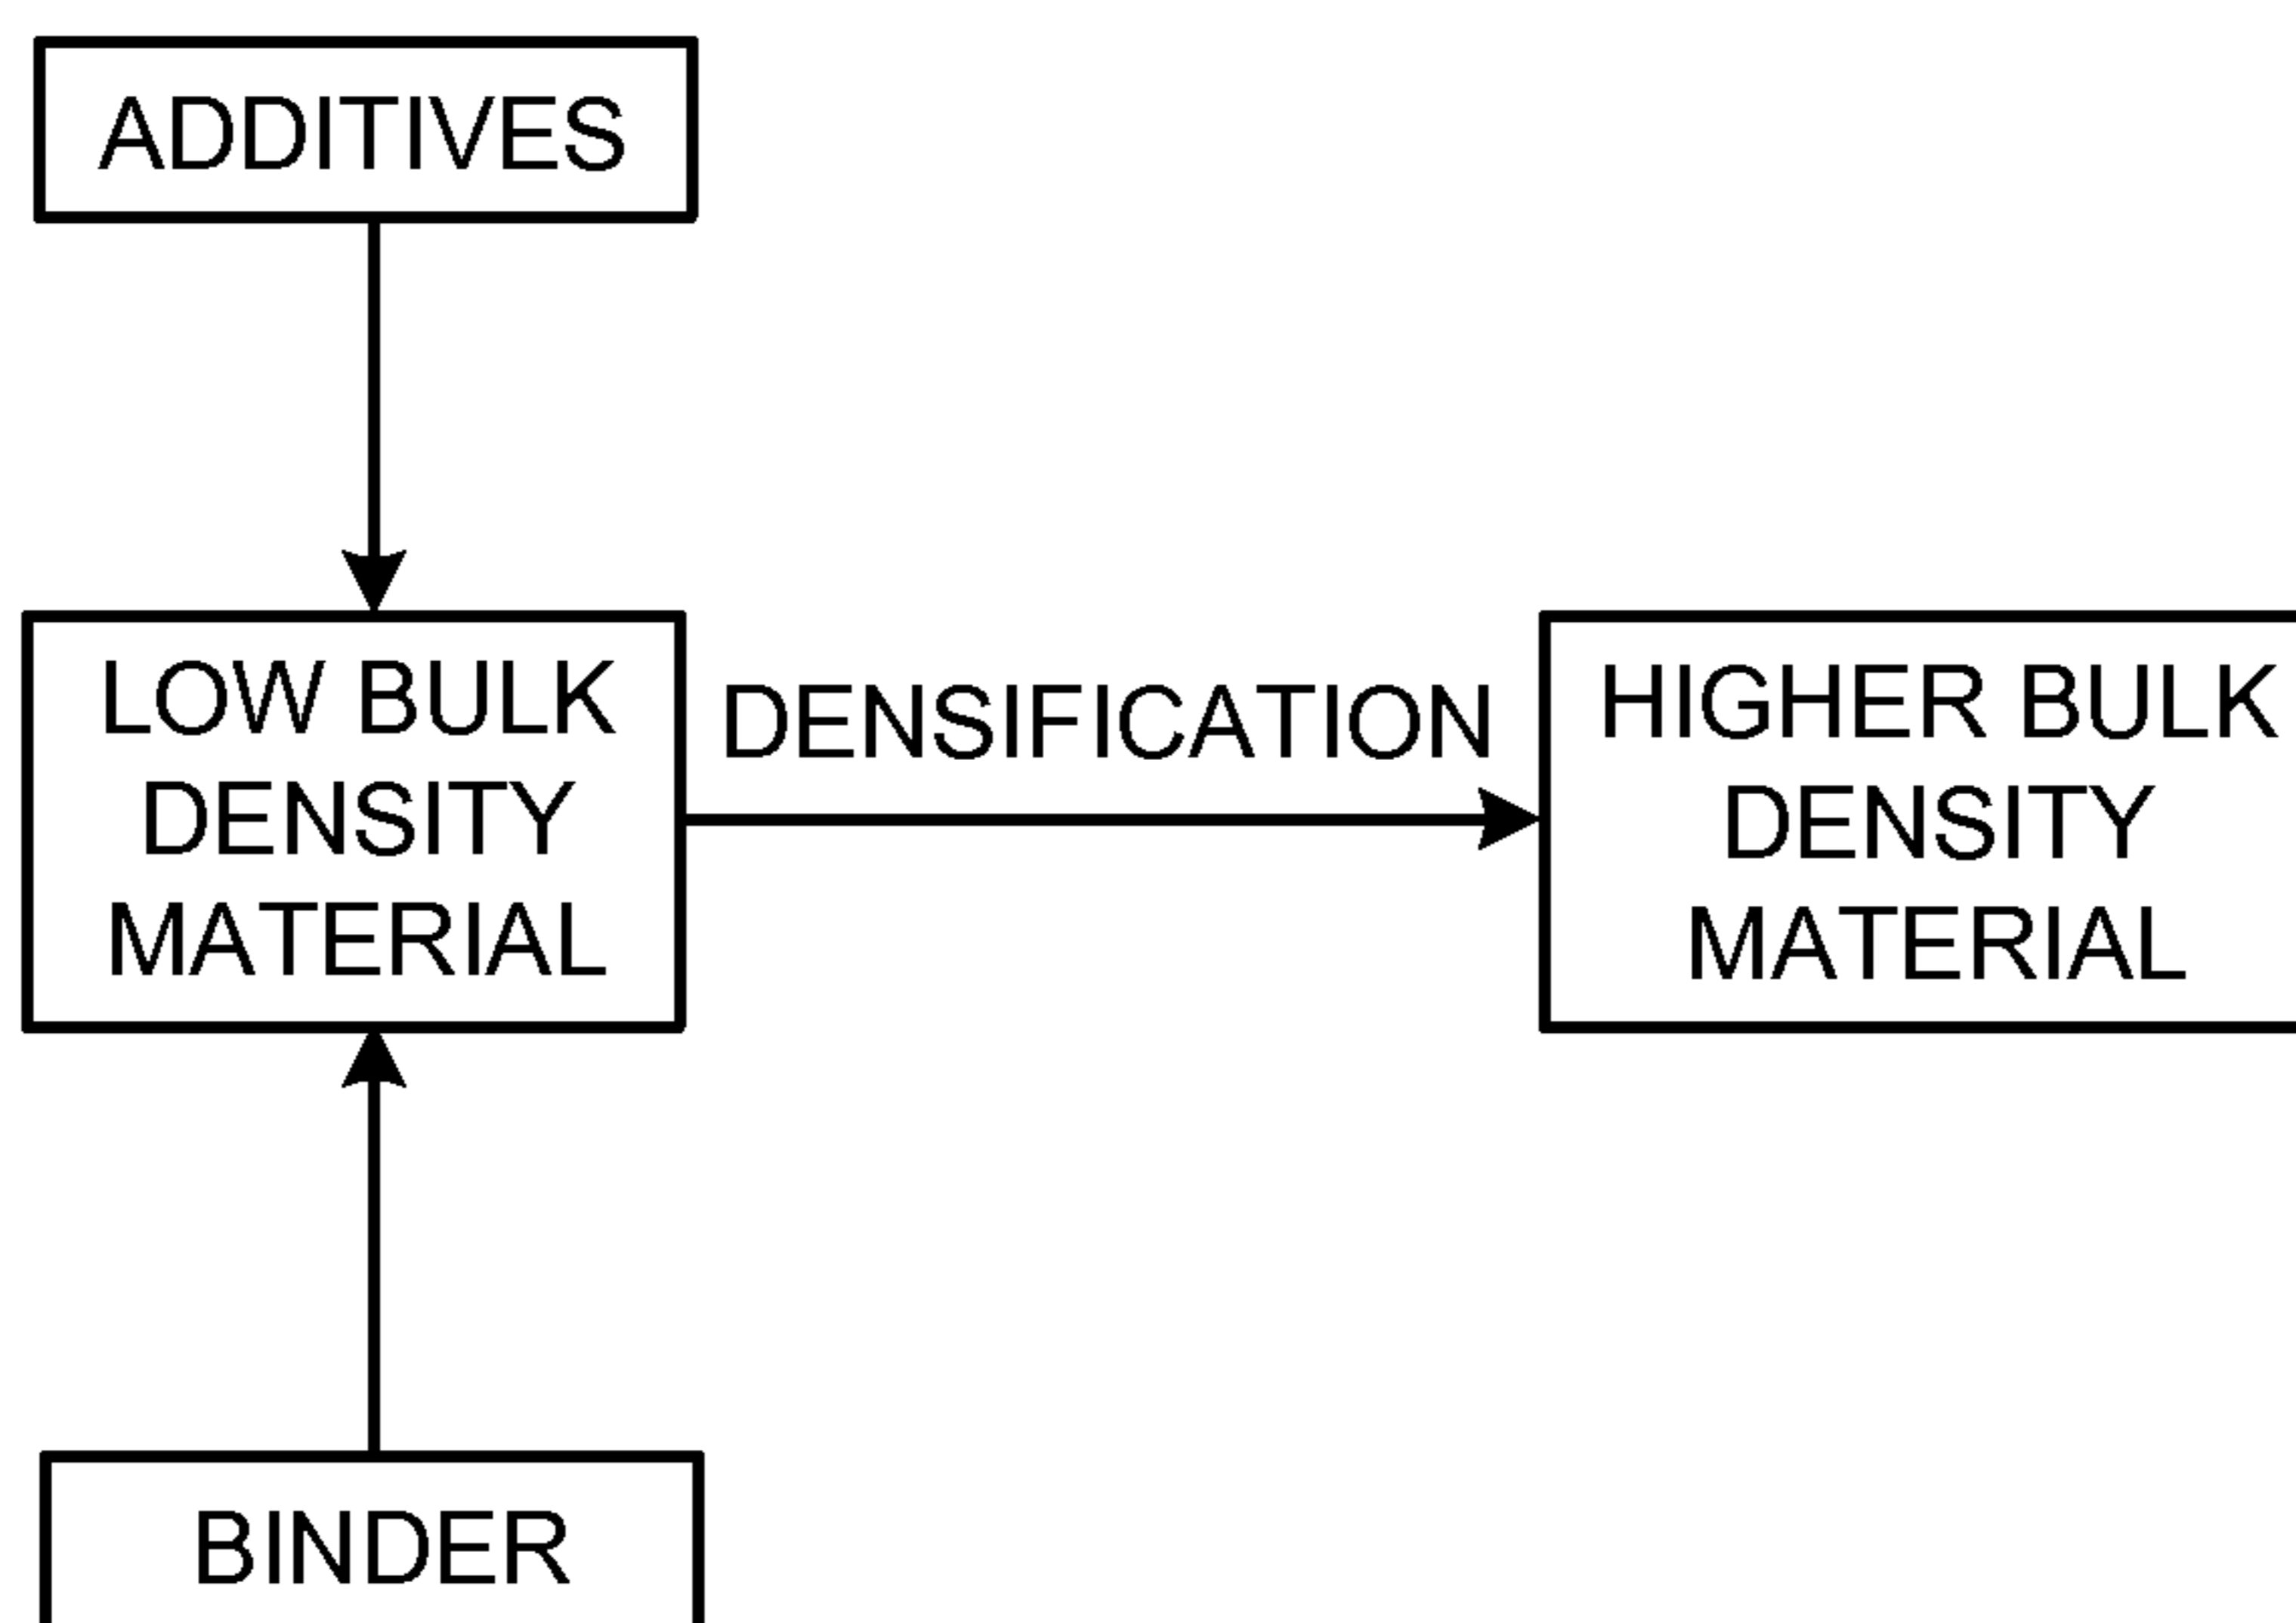 ADDITIVES
LOW BULK
DENSITY
MATERIAL
DENSIFICATION
HIGHER BULK
DENSITY
MATERIAL
BINDER